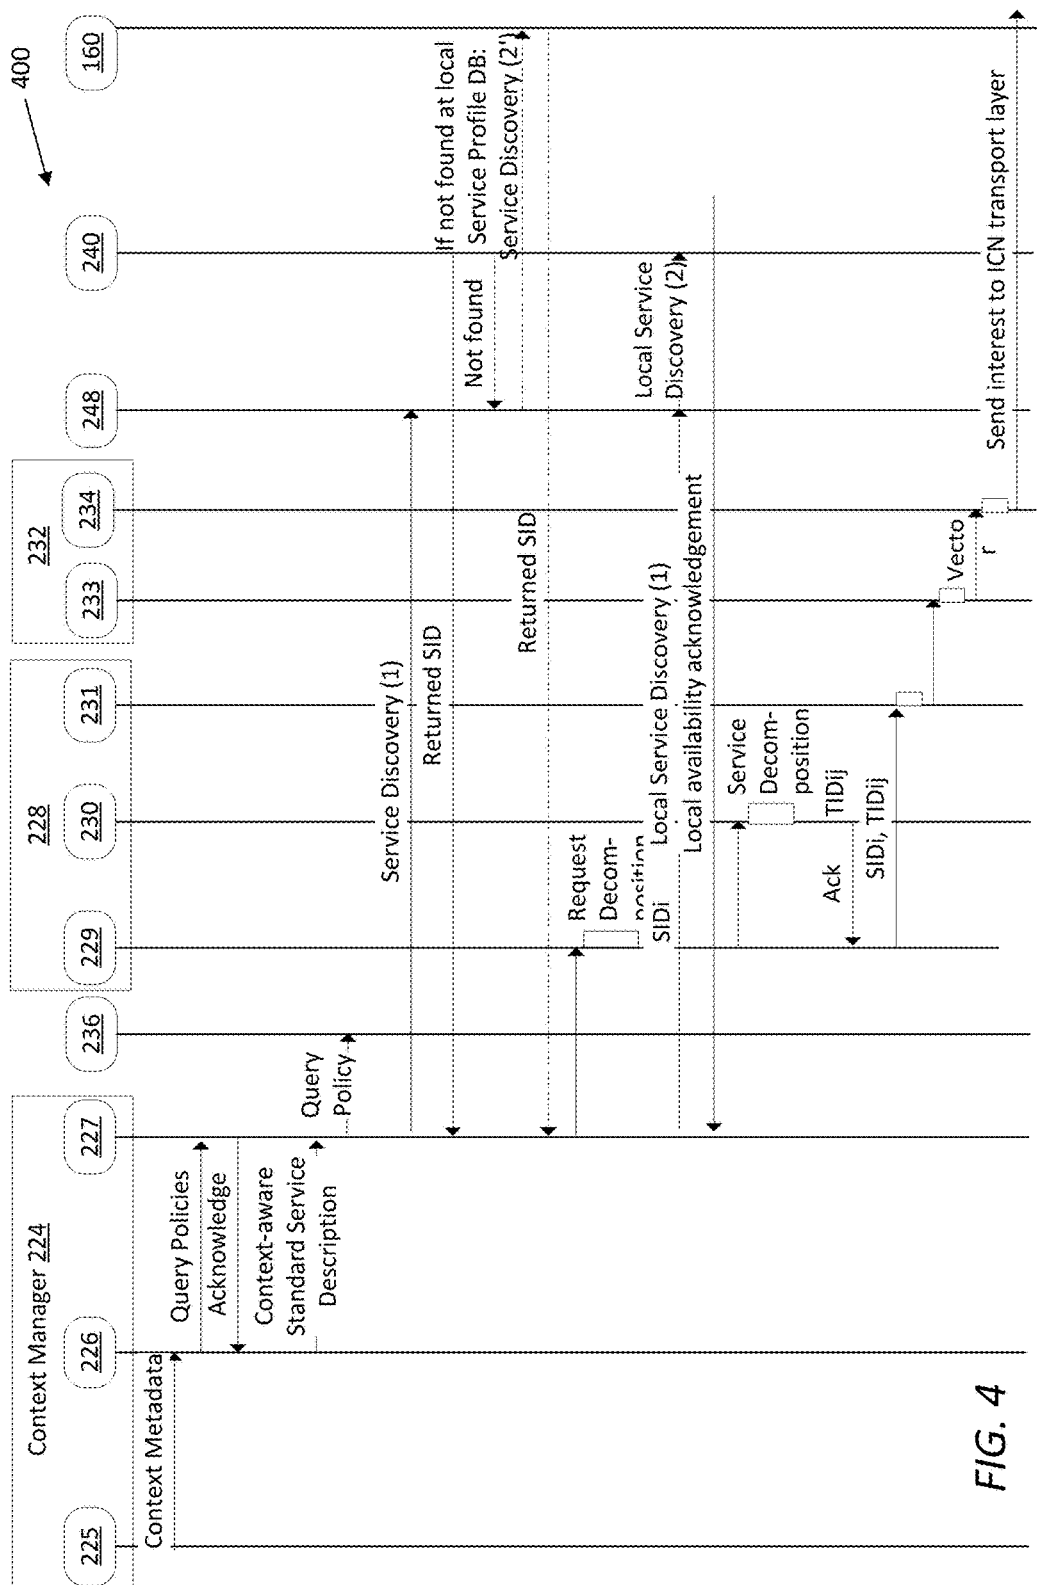 400
Context Manager 224
228
232
225
226
227
236
229
230
231
233
234
248
240
160
Context Metadata
Query Policies
Acknowledge
Context-aware
Standard Service
Description
Query
Policy
Service Discovery (1)
Returned SID
If not found at local
Service Profile DB:
Service Discovery (2')
Not found
Returned SID
Request
Decom-
position
SIDi
Local Service Discovery (1)
Local Service
Discovery (2)
Local availability acknowledgement
Service
Decom-
position
TIDij
Ack
SIDi, TIDij
Vecto
r
Send interest to ICN transport layer
FIG. 4